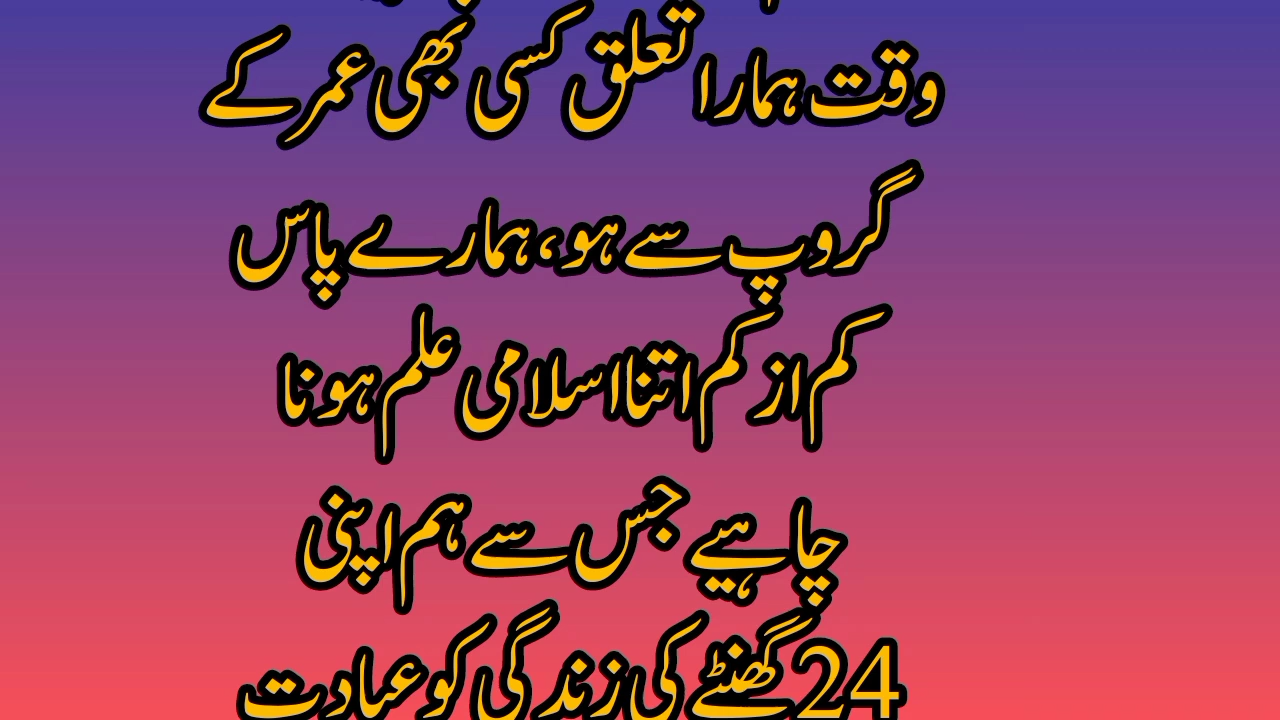 وقت ہمارا تعلق کسی بھی عمر کے
گروپ سے ہو، ہمارے پاس
کم از کم اتنا اسلامی علم ہونا
چاہیے جس سے ہم اپنی
24 گھنٹے کی زندگی کو عبادت